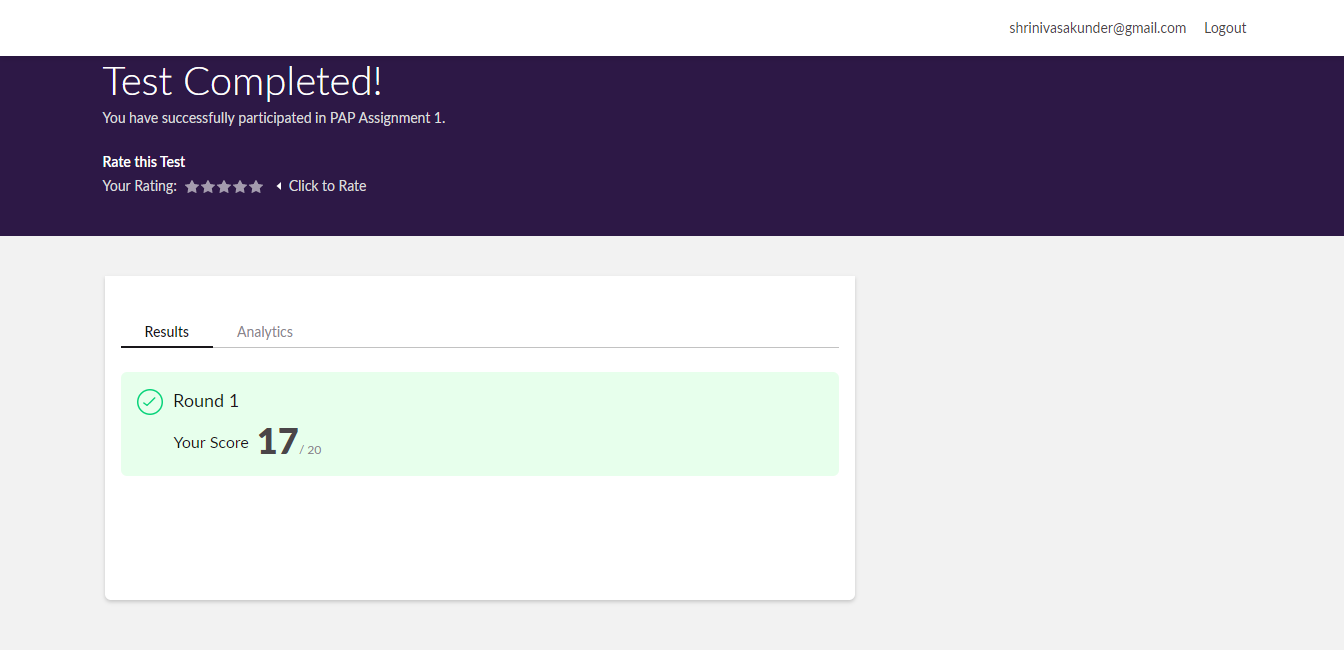 shrinivasakunder@gmail.com Logout
Test Completed!
You have successfully participated in PAP Assignment 1.
Rate this Test
Your Rating: Click to Rate
Results Analytics
Round 1
Your Score 17 / 20